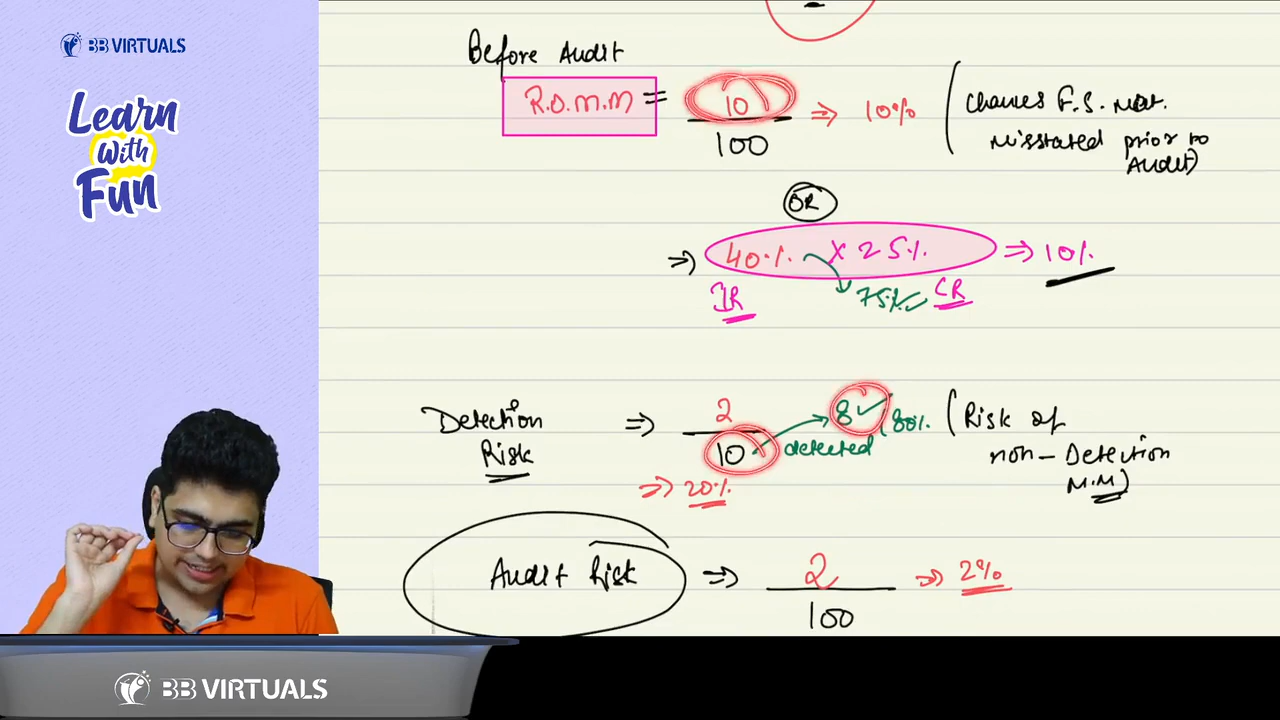 BB VIRTUALS
Learn
With
Fun
Before Audit
R.O.M.M = 10 / 100 ⇒ 10% (Chances F.S. Mat.
Misstated prior to
Audit)
OR
⇒ 40% X 25% ⇒ 10%
IR 75% CR
Detection ⇒ 2 / 10 8 (80% (Risk of
Risk detected non-Detection
⇒ 20% M.M)
Audit Risk ⇒ 2 / 100 ⇒ 2%
BB VIRTUALS